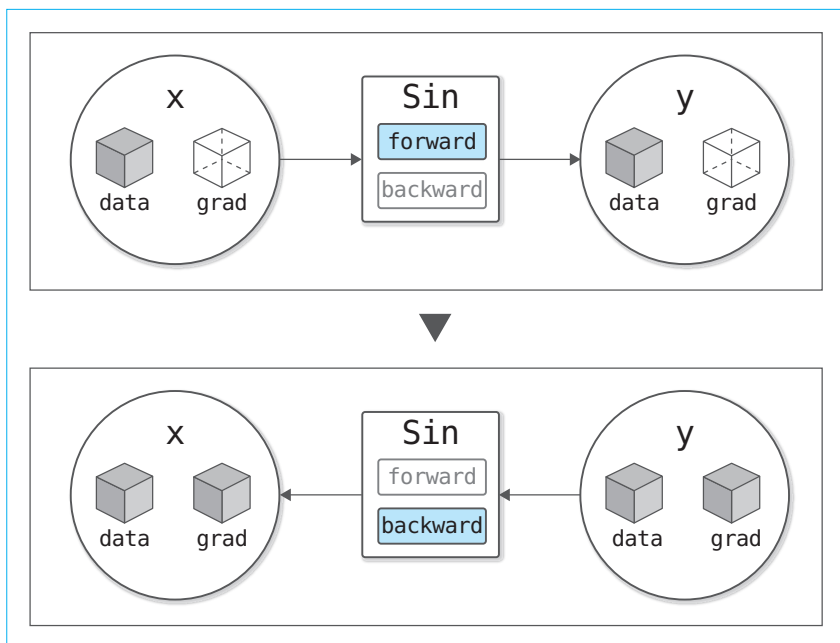 x
Sin
y
forward
backward
data
grad
data
grad
x
Sin
y
forward
backward
data
grad
data
grad